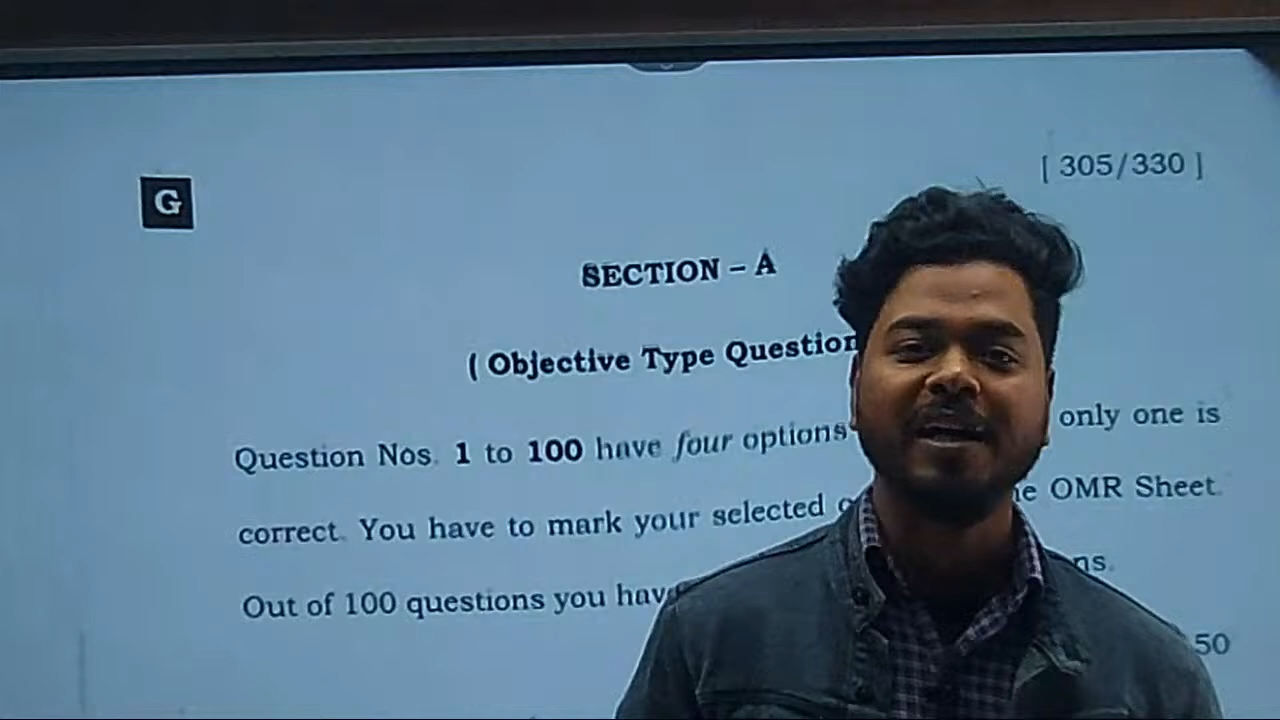 [ 305/330 ]
G
SECTION – A
( Objective Type Question
Question Nos. 1 to 100 have four options only one is
correct. You have to mark your selected OMR Sheet.
Out of 100 questions you have
50